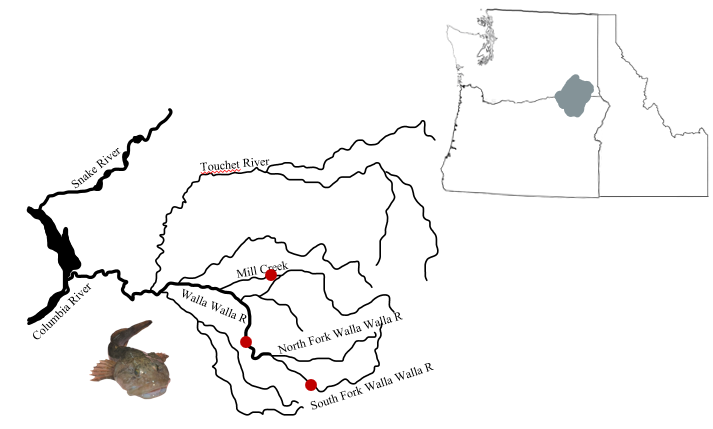 Snake River
Touchet River
Mill Creek
Columbia River
Walla Walla R
North Fork Walla Walla R
South Fork Walla Walla R